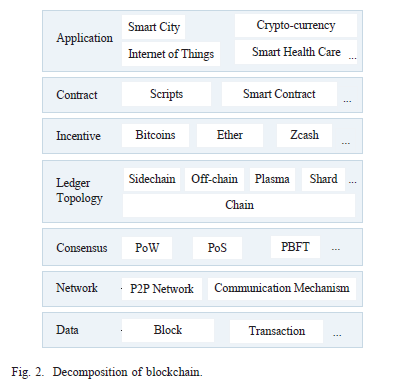 Application
Smart City
Crypto-currency
Internet of Things
Smart Health Care
...
Contract
Scripts
Smart Contract
...
Incentive
Bitcoins
Ether
Zcash
...
Ledger
Topology
Sidechain
Off-chain
Plasma
Shard
...
Chain
Consensus
PoW
PoS
PBFT
...
Network
P2P Network
Communication Mechanism
Data
Block
Transaction
...
Fig. 2. Decomposition of blockchain.